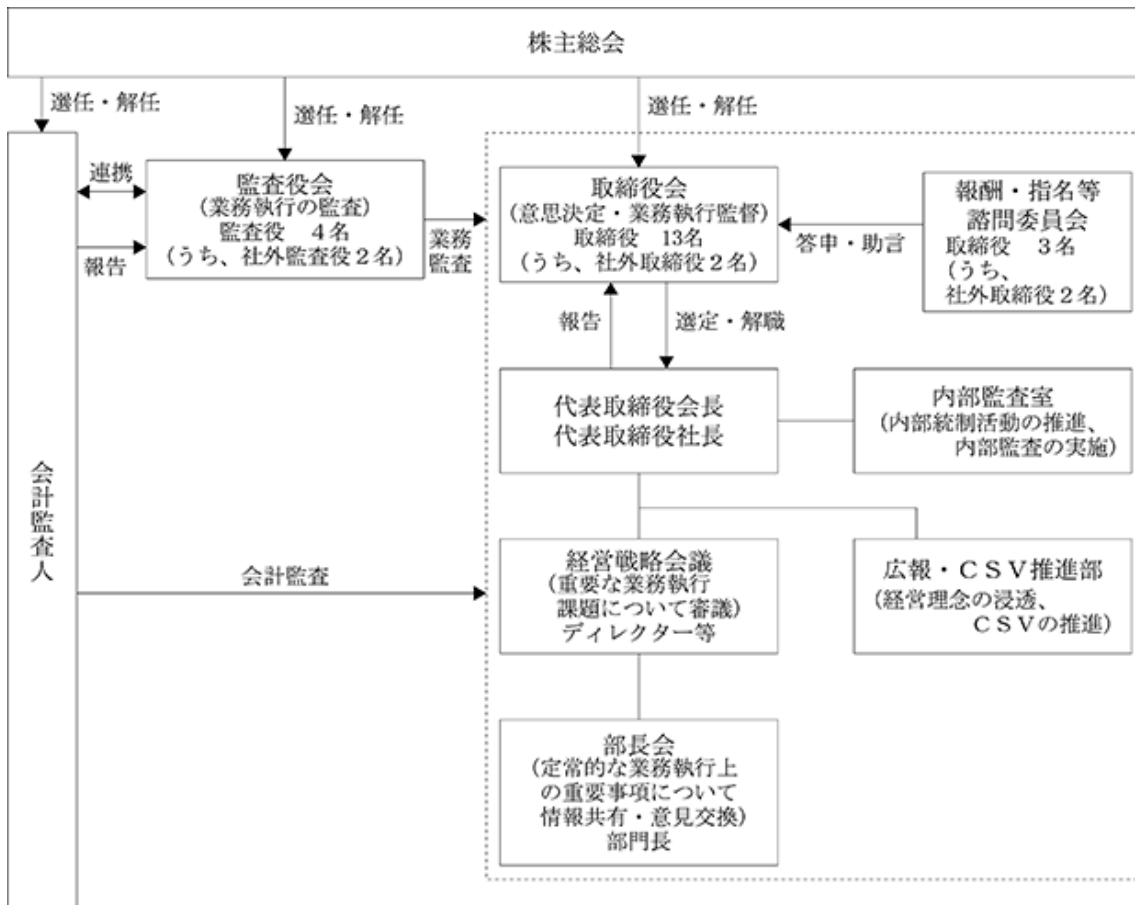 株主総会
選任・解任
選任・解任
選任・解任
連携
報告
監査役会
(業務執行の監査)
監査役　4名
(うち、社外監査役2名)
業務
監査
取締役会
(意思決定・業務執行監督)
取締役　13名
(うち、社外取締役2名)
答申・助言
報酬・指名等
諮問委員会
取締役　3名
(うち、
社外取締役2名)
報告
選定・解職
代表取締役会長
代表取締役社長
内部監査室
(内部統制活動の推進、
内部監査の実施)
会計監査人
会計監査
経営戦略会議
(重要な業務執行
課題について審議)
ディレクター等
広報・ＣＳＶ推進部
(経営理念の浸透、
ＣＳＶの推進)
部長会
(定常的な業務執行上
の重要事項について
情報共有・意見交換)
部門長